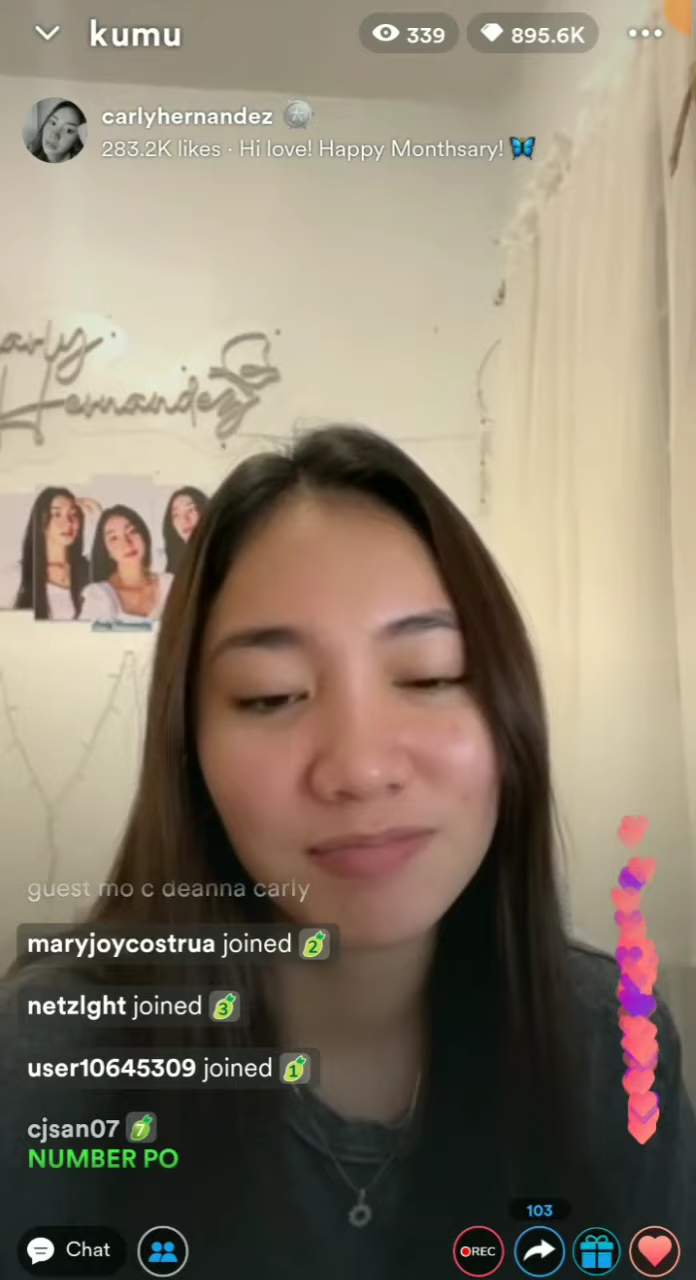 kumu
339
895.6K
carlyhernandez
283.2K likes · Hi love! Happy Monthsary! 🦋
arly
Hernandez
guest mo c deanna carly
maryjoycostrua joined 2
netzlght joined 3
user10645309 joined 1
cjsan07 7
NUMBER PO
103
Chat
REC